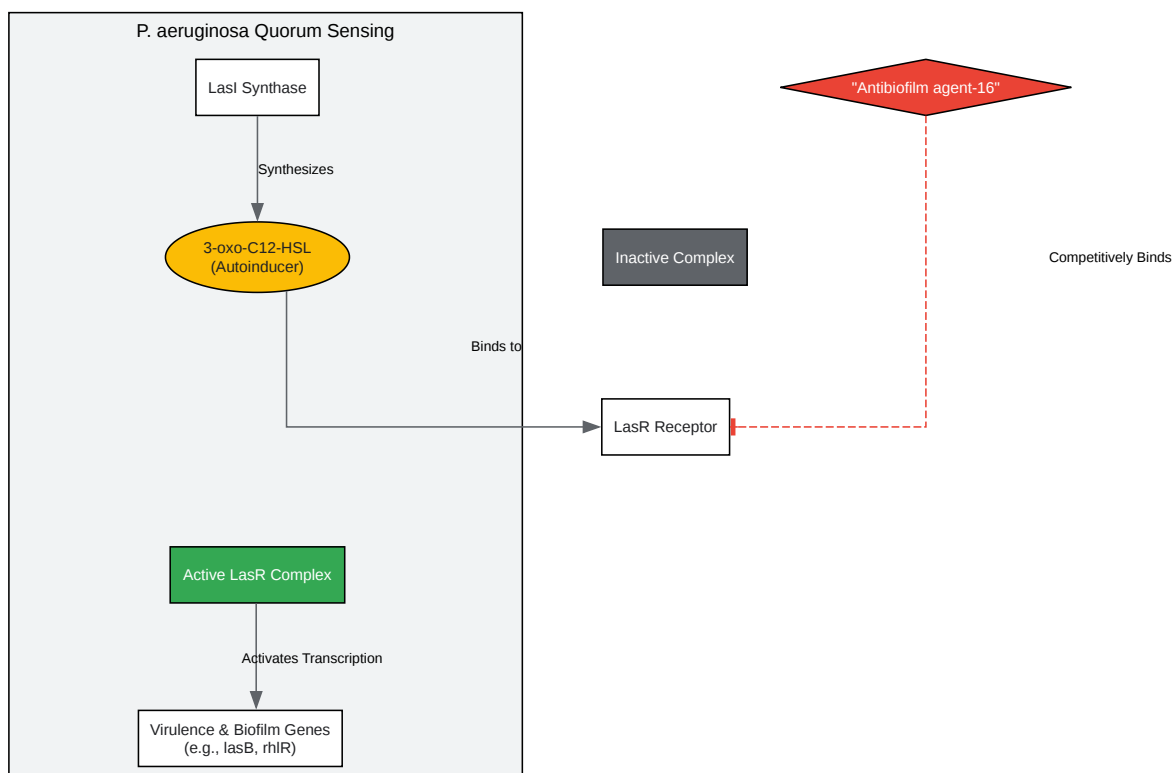 P. aeruginosa Quorum Sensing
LasI Synthase
"Antibiofilm agent-16"
Synthesizes
3-oxo-C12-HSL
(Autoinducer)
Inactive Complex
Competitively Binds
Binds to
LasR Receptor
Active LasR Complex
Activates Transcription
Virulence & Biofilm Genes
(e.g., lasB, rhlR)